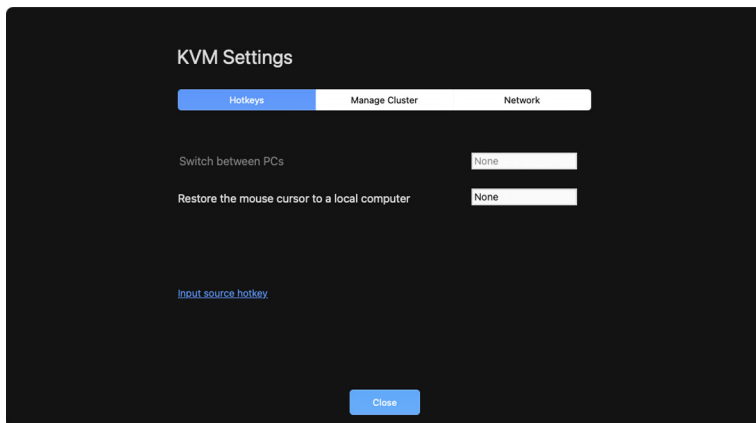 KVM Settings
Hotkeys Manage Cluster Network
Switch between PCs None
Restore the mouse cursor to a local computer None
Input source hotkey
Close